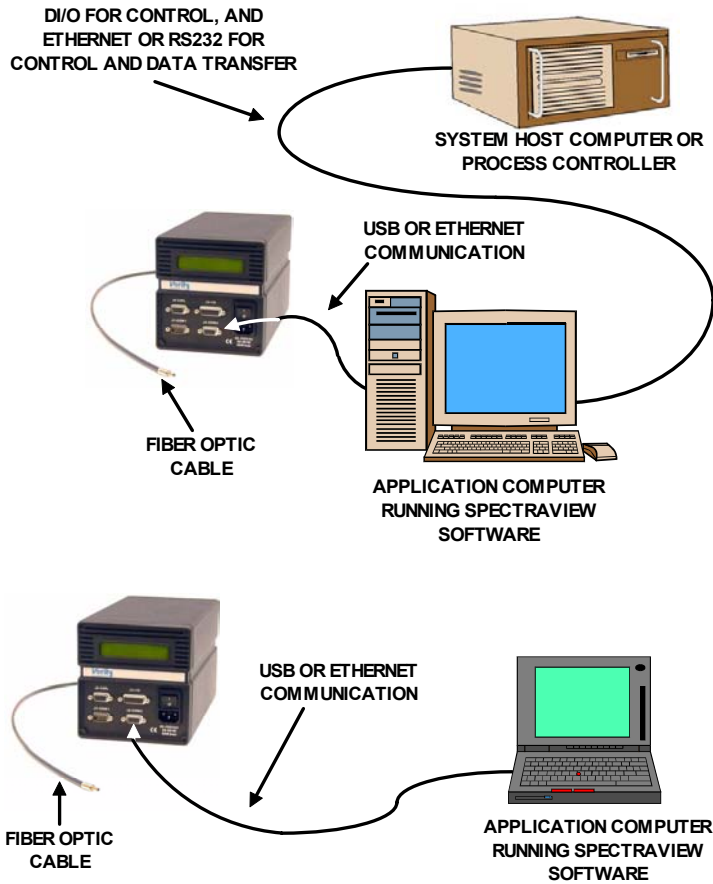 DI/O FOR CONTROL, AND
ETHERNET OR RS232 FOR
CONTROL AND DATA TRANSFER
SYSTEM HOST COMPUTER OR
PROCESS CONTROLLER
USB OR ETHERNET
COMMUNICATION
Verity
FIBER OPTIC
CABLE
APPLICATION COMPUTER
RUNNING SPECTRAVIEW
SOFTWARE
USB OR ETHERNET
COMMUNICATION
Verity
FIBER OPTIC
CABLE
APPLICATION COMPUTER
RUNNING SPECTRAVIEW
SOFTWARE